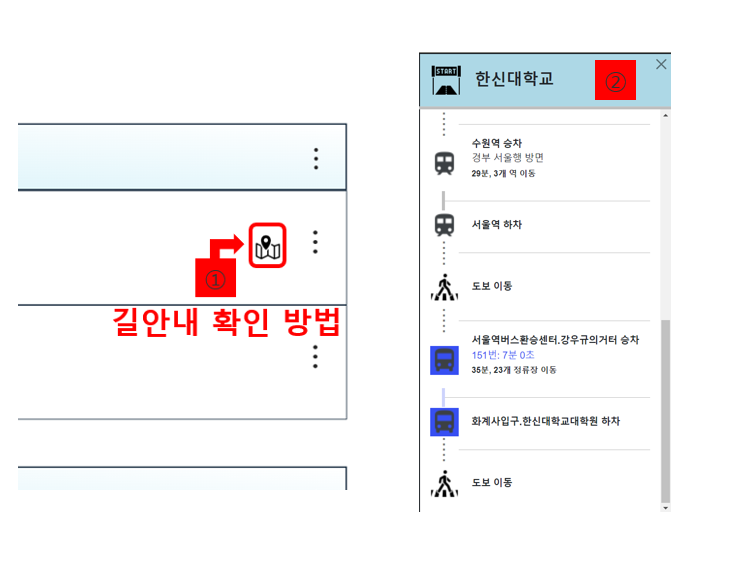 ①
길안내 확인 방법
START
한신대학교
②
수원역 승차
경부 서울행 방면
29분, 3개 역 이동
서울역 하차
도보 이동
서울역버스환승센터.강우규의거터 승차
151번: 7분 0초
35분, 23개 정류장 이동
화계사입구.한신대학교대학원 하차
도보 이동